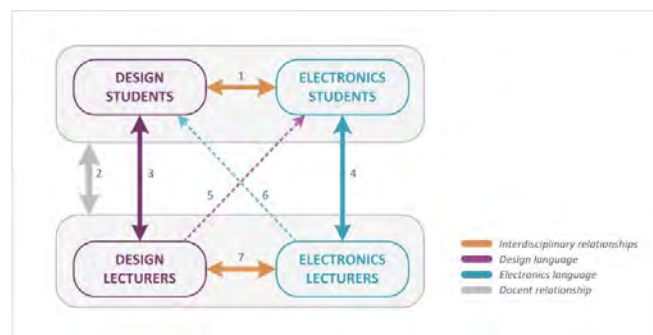 DESIGN
STUDENTS
1
ELECTRONICS
STUDENTS
2
3
4
5
6
DESIGN
LECTURERS
7
ELECTRONICS
LECTURERS
Interdisciplinary relationships
Design language
Electronics language
Docent relationship